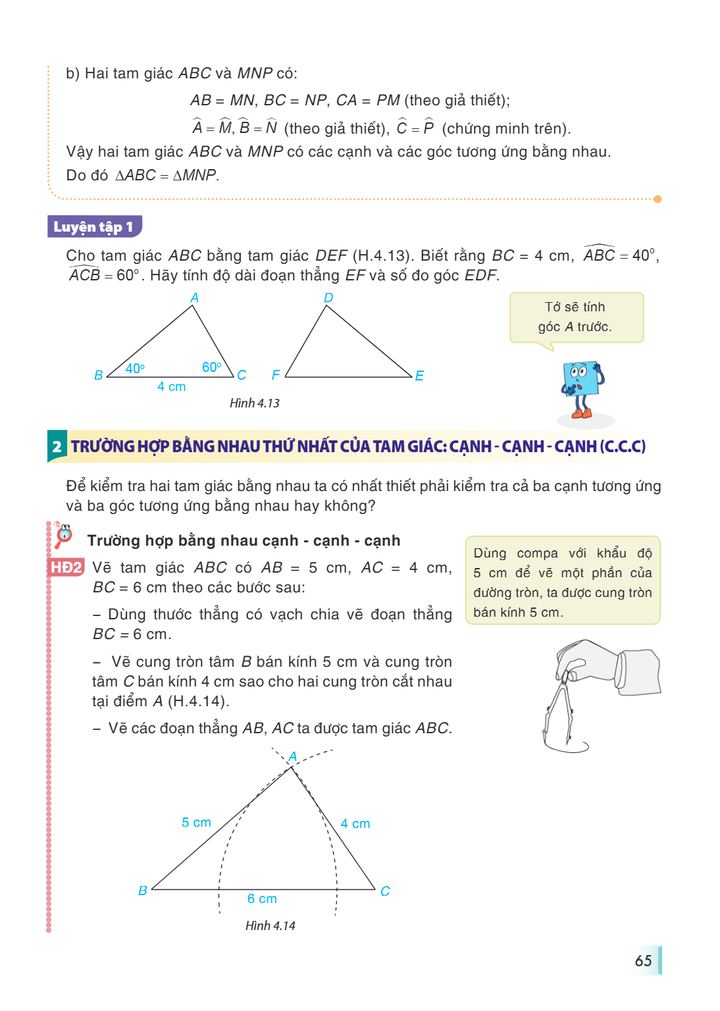 b) Hai tam giác ABC và MNP có:
AB = MN, BC = NP, CA = PM (theo giả thiết);
Â = M̂, B̂ = N̂ (theo giả thiết), Ĉ = P̂ (chứng minh trên).
Vậy hai tam giác ABC và MNP có các cạnh và các góc tương ứng bằng nhau.
Do đó ∆ABC = ∆MNP.
Luyện tập 1
Cho tam giác ABC bằng tam giác DEF (H.4.13). Biết rằng BC = 4 cm, \widehat{ABC} = 40°,
\widehat{ACB} = 60°. Hãy tính độ dài đoạn thẳng EF và số đo góc EDF.
A
D
Tớ sẽ tính
góc A trước.
B
40°
60°
C
F
E
4 cm
Hình 4.13
2 TRƯỜNG HỢP BẰNG NHAU THỨ NHẤT CỦA TAM GIÁC: CẠNH - CẠNH - CẠNH (C.C.C)
Để kiểm tra hai tam giác bằng nhau ta có nhất thiết phải kiểm tra cả ba cạnh tương ứng
và ba góc tương ứng bằng nhau hay không?
Trường hợp bằng nhau cạnh - cạnh - cạnh
HĐ2 Vẽ tam giác ABC có AB = 5 cm, AC = 4 cm,
BC = 6 cm theo các bước sau:
– Dùng thước thẳng có vạch chia vẽ đoạn thẳng
BC = 6 cm.
– Vẽ cung tròn tâm B bán kính 5 cm và cung tròn
tâm C bán kính 4 cm sao cho hai cung tròn cắt nhau
tại điểm A (H.4.14).
– Vẽ các đoạn thẳng AB, AC ta được tam giác ABC.
Dùng compa với khẩu độ
5 cm để vẽ một phần của
đường tròn, ta được cung tròn
bán kính 5 cm.
A
5 cm
4 cm
B
6 cm
C
Hình 4.14
65